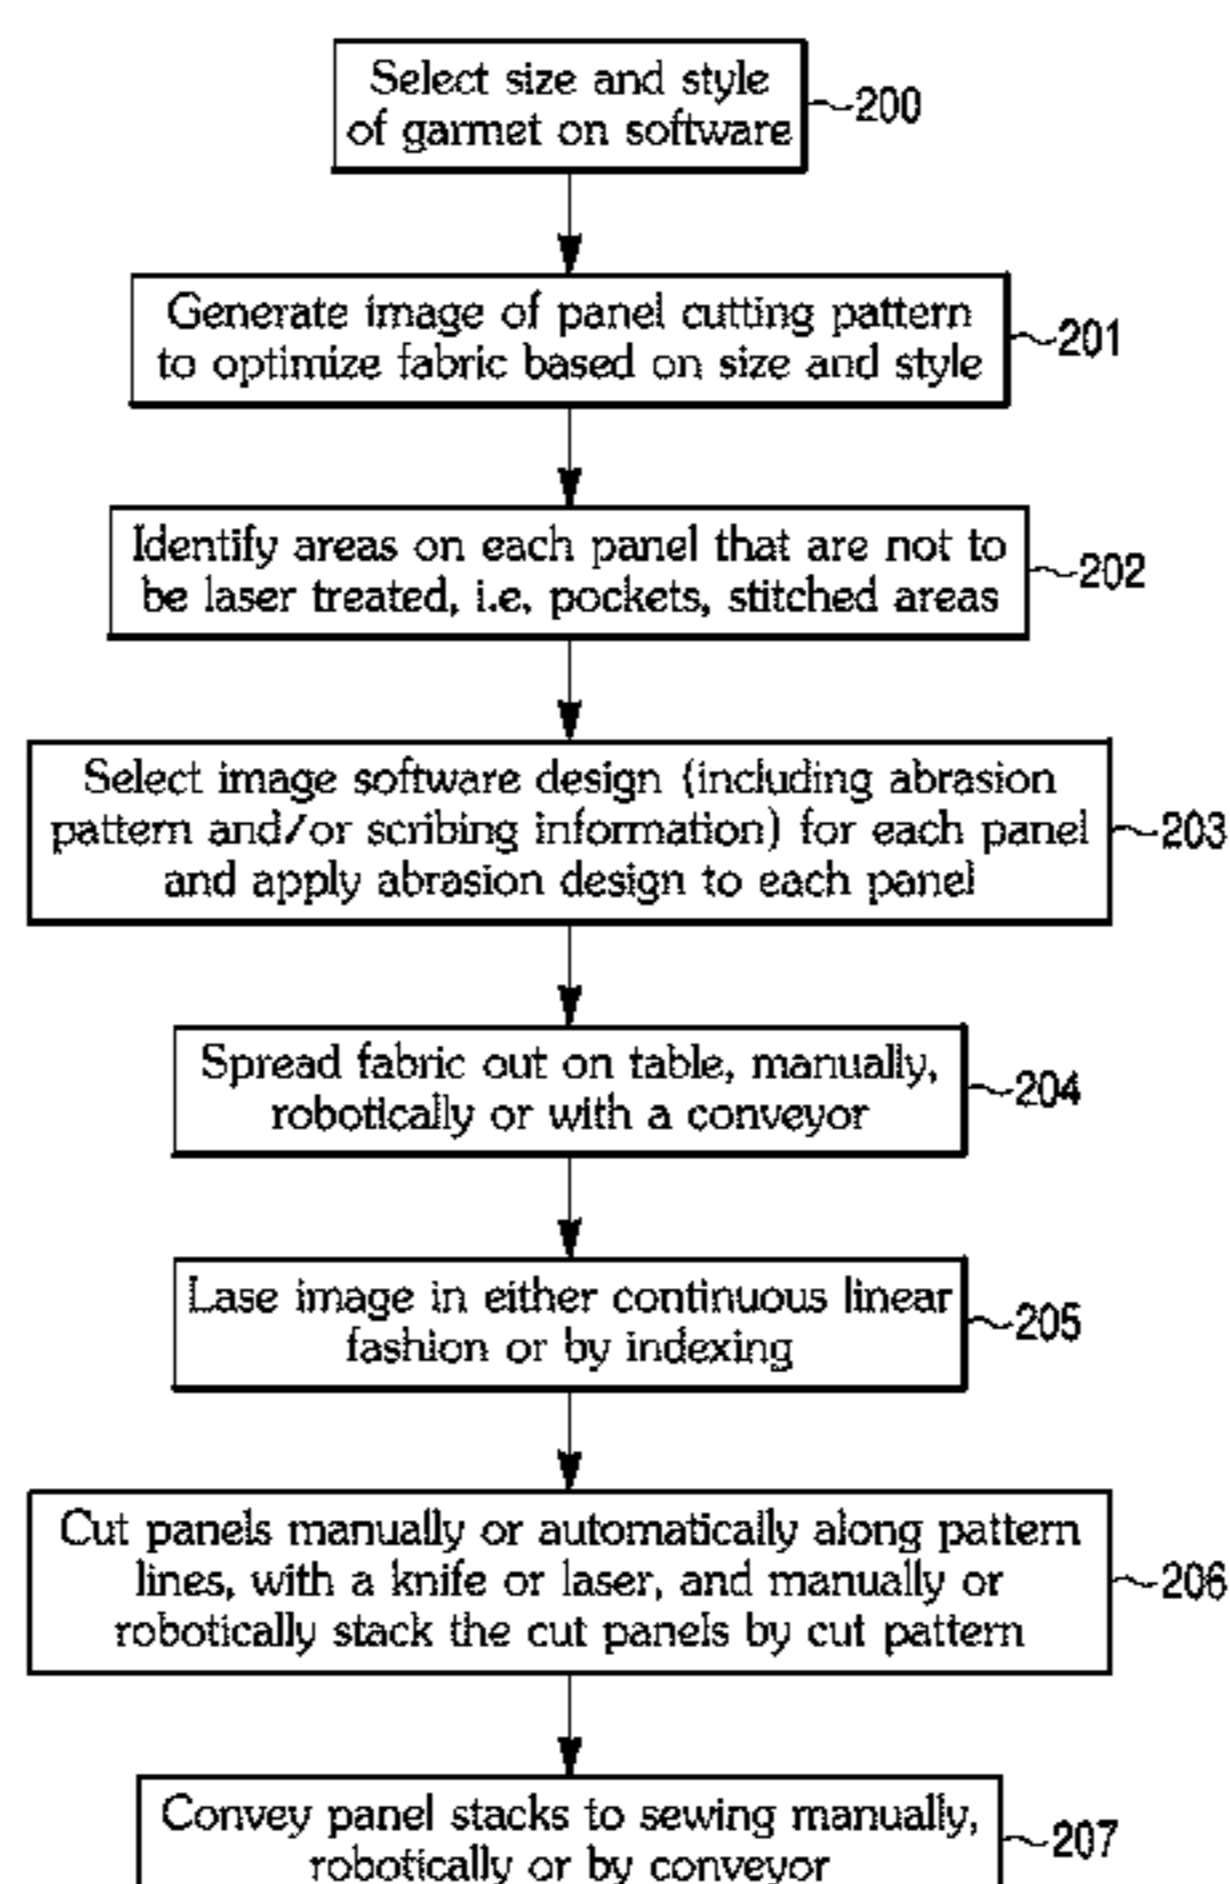 Select size and style
of garmet on software
200
Generate image of panel cutting pattern
to optimize fabric based on size and style
201
Identify areas on each panel that are not to
be laser treated, i.e. pockets, stitched areas
202
Select image software design (including abrasion
pattern and/or scribing information) for each panel
and apply abrasion design to each panel
203
Spread fabric out on table, manually,
robotically or with a conveyor
204
Lase image in either continuous linear
fashion or by indexing
205
Cut panels manually or automatically along pattern
lines, with a knife or laser, and manually or
robotically stack the cut panels by cut pattern
206
Convey panel stacks to sewing manually,
robotically or by conveyor
207